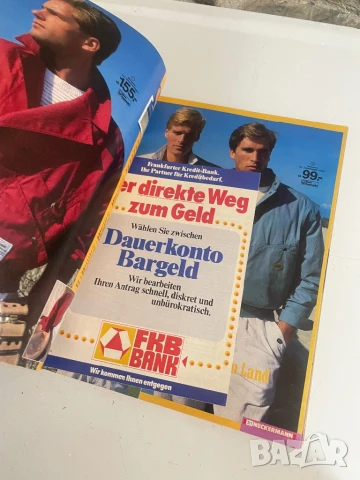 155,-
99,-
Frankfurter Kredit-Bank.
Ihr Partner für Kreditbedarf.
er direkte Weg
zum Geld
Wählen Sie zwischen
Dauerkonto
Bargeld
Wir bearbeiten
Ihren Antrag schnell, diskret und
unbürokratisch.
FKB
BANK
Wir kommen Ihnen entgegen
Land
NECKERMANN
bazar